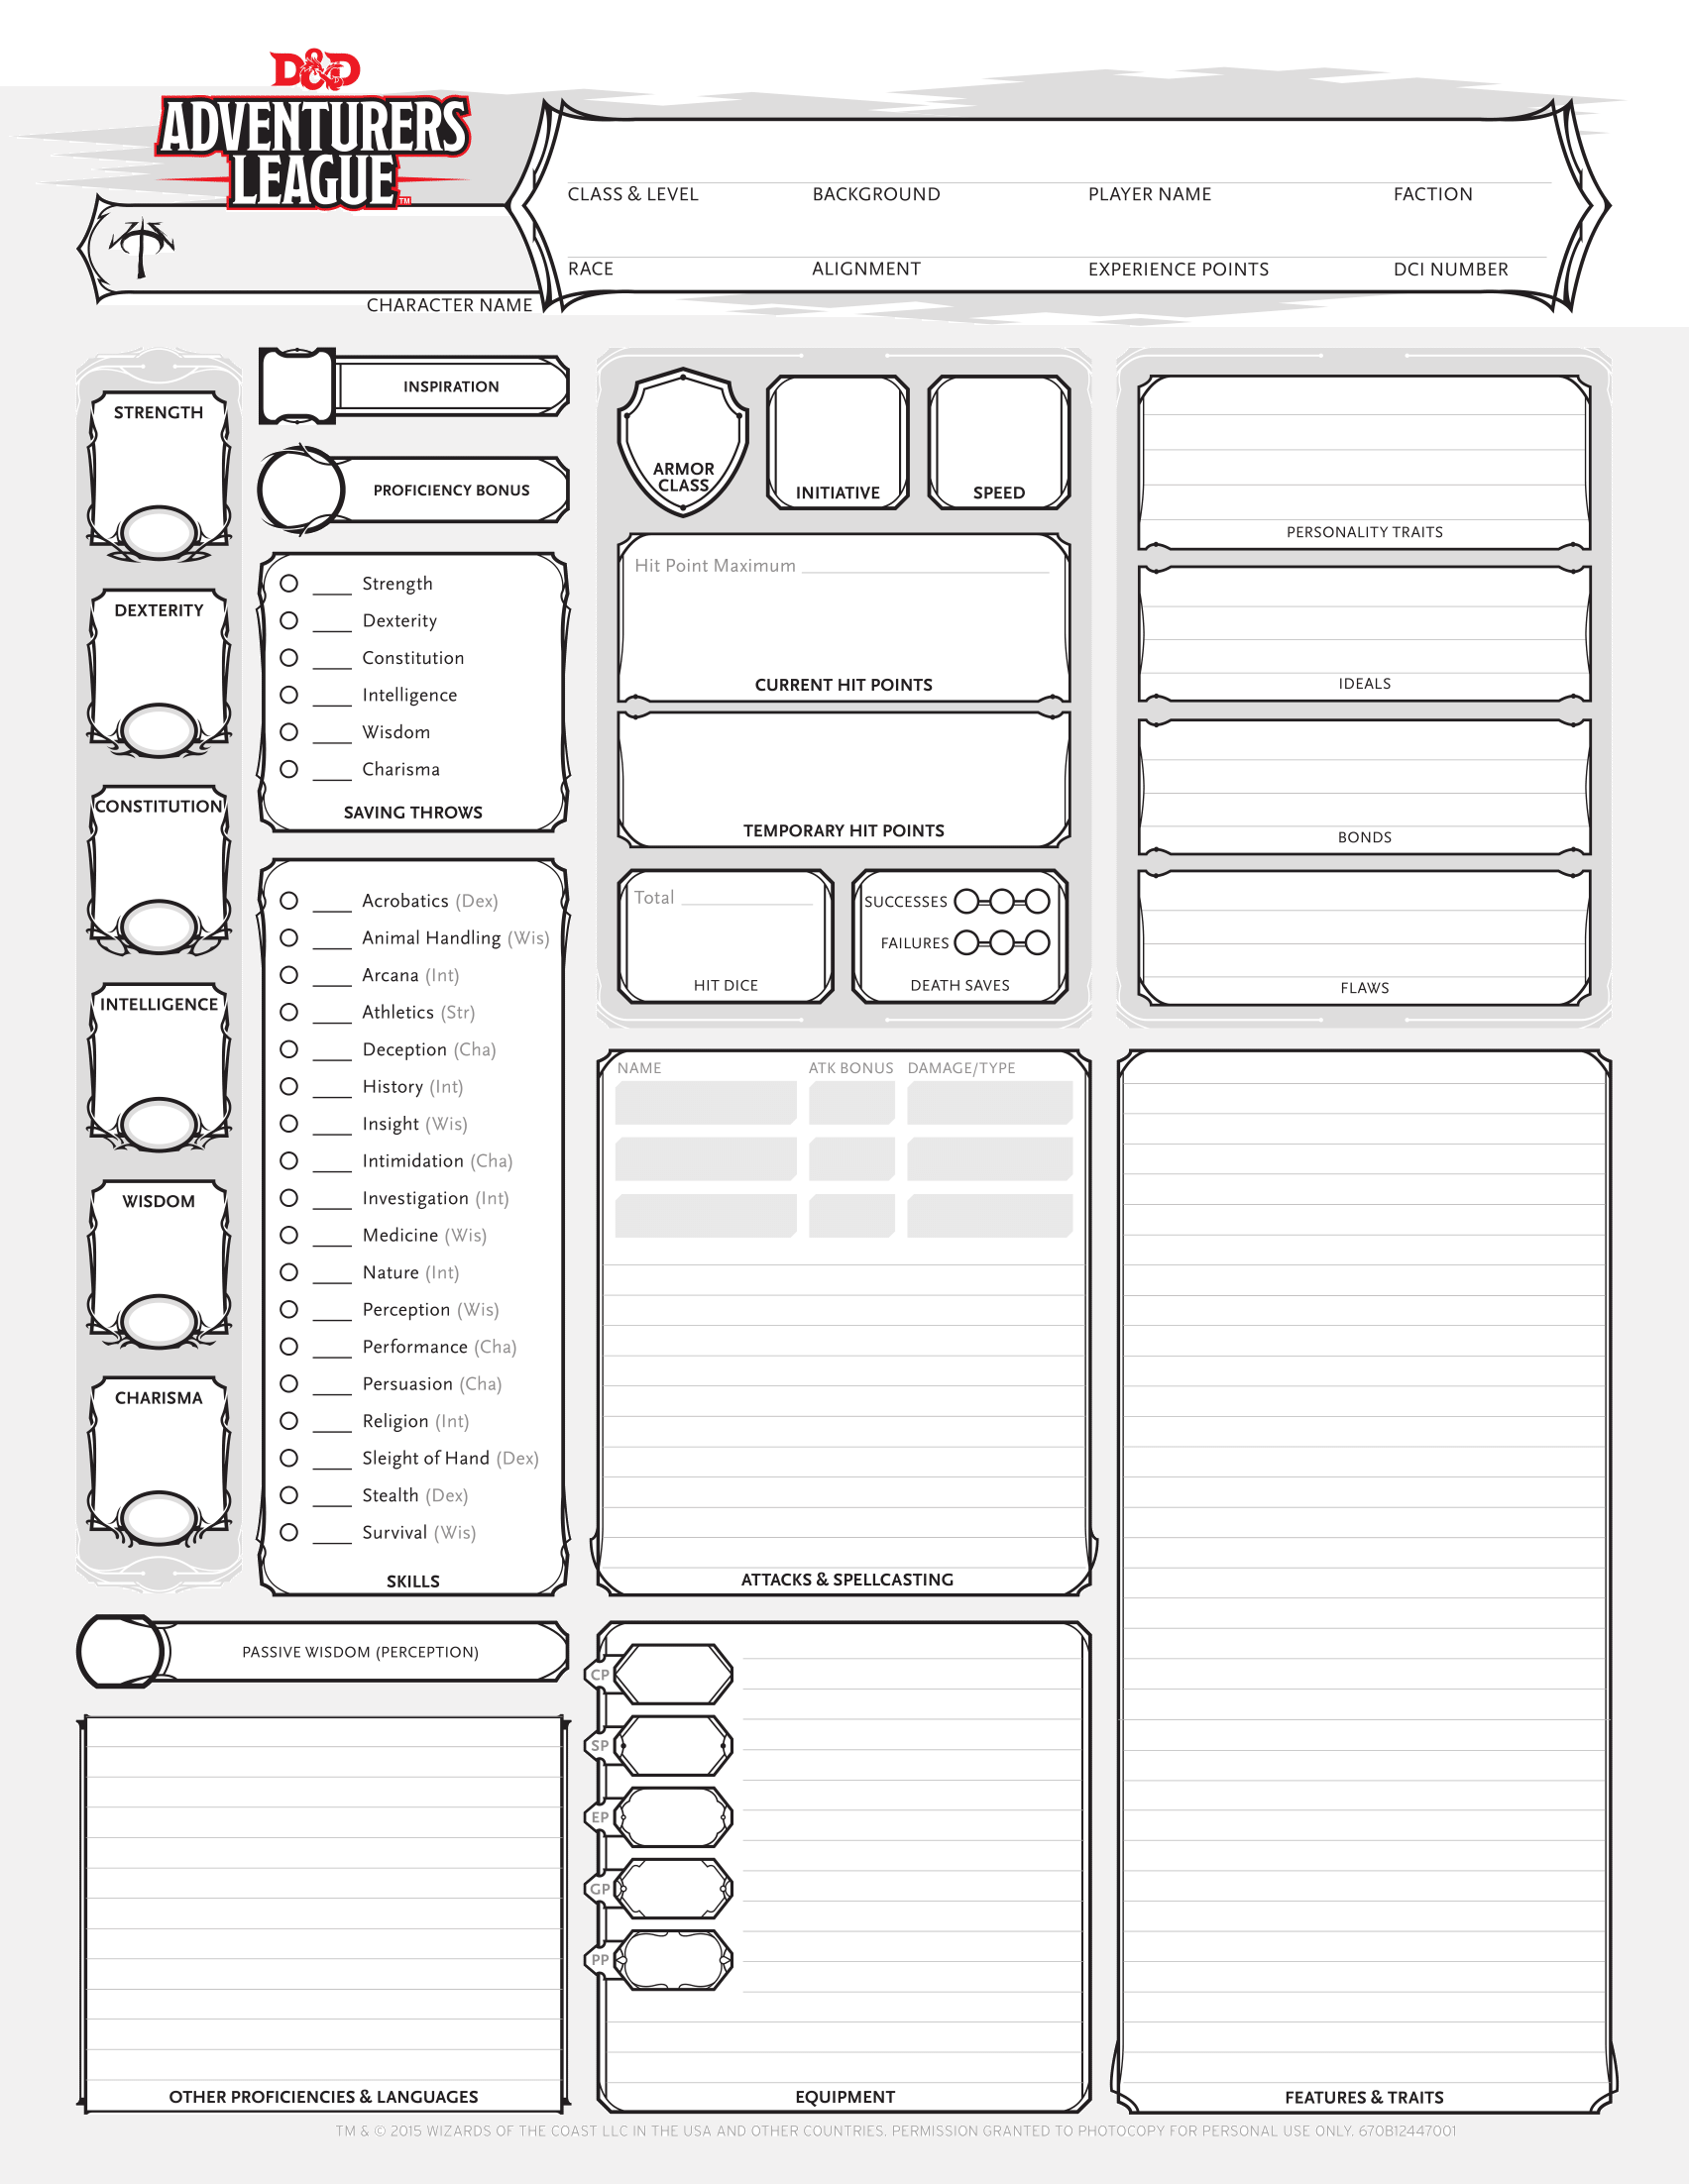 D&D
ADVENTURERS
LEAGUE
TM
CLASS & LEVEL BACKGROUND PLAYER NAME FACTION
RACE ALIGNMENT EXPERIENCE POINTS DCI NUMBER
CHARACTER NAME
STRENGTH
DEXTERITY
CONSTITUTION
INTELLIGENCE
WISDOM
CHARISMA
INSPIRATION
PROFICIENCY BONUS
Strength
Dexterity
Constitution
Intelligence
Wisdom
Charisma
SAVING THROWS
Acrobatics (Dex)
Animal Handling (Wis)
Arcana (Int)
Athletics (Str)
Deception (Cha)
History (Int)
Insight (Wis)
Intimidation (Cha)
Investigation (Int)
Medicine (Wis)
Nature (Int)
Perception (Wis)
Performance (Cha)
Persuasion (Cha)
Religion (Int)
Sleight of Hand (Dex)
Stealth (Dex)
Survival (Wis)
SKILLS
PASSIVE WISDOM (PERCEPTION)
OTHER PROFICIENCIES & LANGUAGES
ARMOR
CLASS
INITIATIVE
SPEED
Hit Point Maximum
CURRENT HIT POINTS
TEMPORARY HIT POINTS
Total
HIT DICE
SUCCESSES
FAILURES
DEATH SAVES
NAME ATK BONUS DAMAGE/TYPE
ATTACKS & SPELLCASTING
CP
SP
EP
GP
PP
EQUIPMENT
PERSONALITY TRAITS
IDEALS
BONDS
FLAWS
FEATURES & TRAITS
TM & © 2015 WIZARDS OF THE COAST LLC IN THE USA AND OTHER COUNTRIES. PERMISSION GRANTED TO PHOTOCOPY FOR PERSONAL USE ONLY. 670B12447001